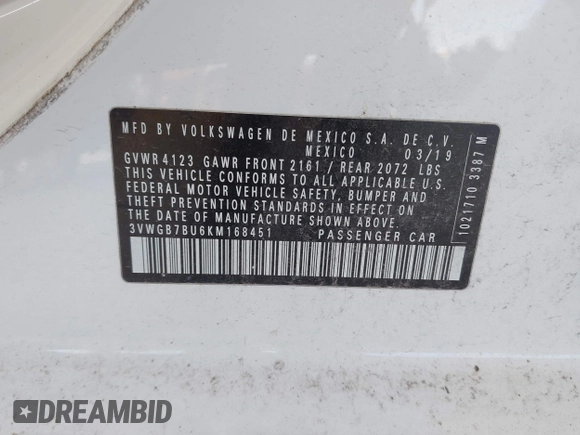 MFD BY VOLKSWAGEN DE MEXICO S.A. DE C.V.
MEXICO 03/19
GVWR 4123 GAWR FRONT 2161 / REAR 2072 LBS
THIS VEHICLE CONFORMS TO ALL APPLICABLE U.S.
FEDERAL MOTOR VEHICLE SAFETY, BUMPER AND
THEFT PREVENTION STANDARDS IN EFFECT ON
THE DATE OF MANUFACTURE SHOWN ABOVE.
3VWGB7BU6KM168451 PASSENGER CAR
1021710 3387 M
DREAMBID